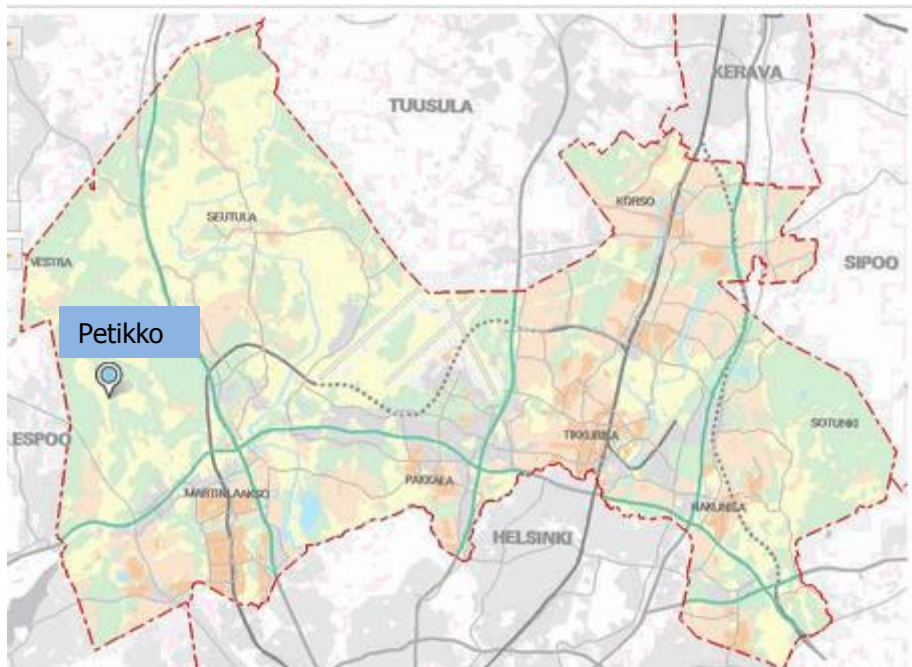 KERAVA
TUUSULA
KORSO
SEUTULA
VESTRA
SIPOO
Petikko
SOTUNKI
ESPOO
TIKKURILA
PAKKALA
MARTINLAAKSO
HAKUNILA
HELSINKI